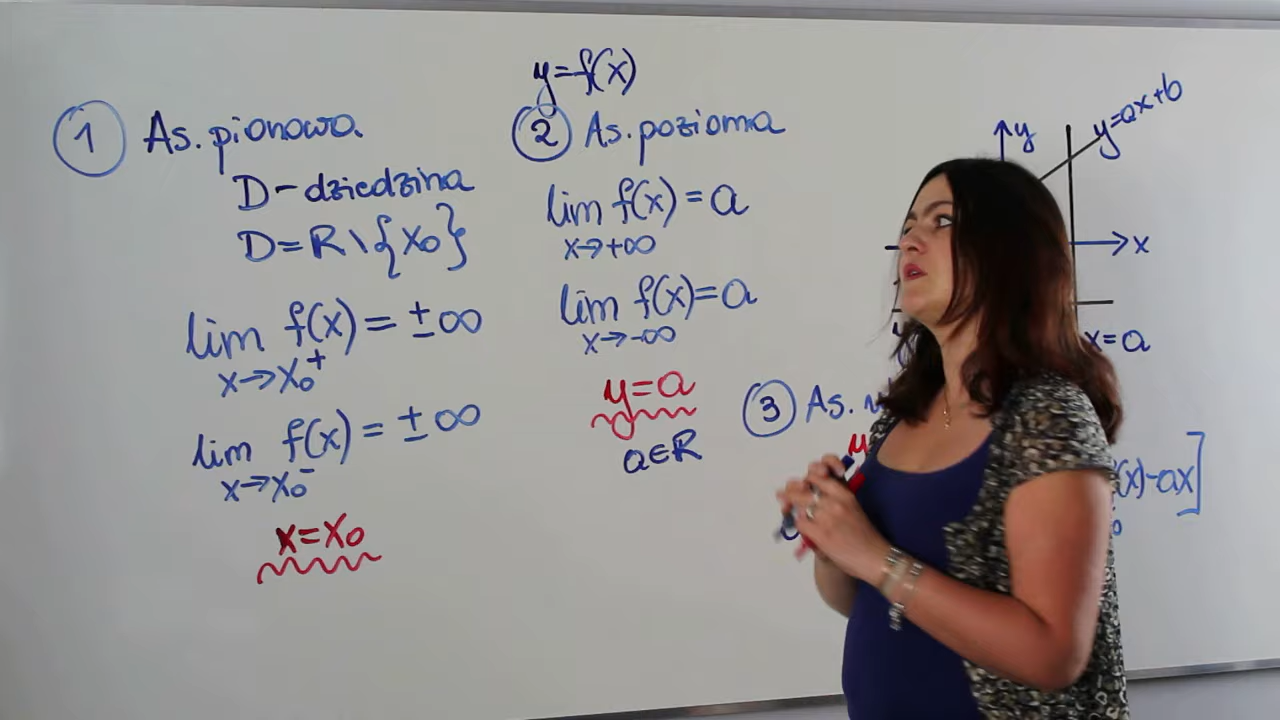 y=f(x)
① As. pionowa
D-dziedzina
D=R\{x₀}
lim f(x) = ±∞
x→x₀⁺
lim f(x) = ±∞
x→x₀⁻
x=x₀
② As. pozioma
lim f(x) = a
x→+∞
lim f(x)=a
x→-∞
y=a
a∈R
y
y=ax+b
x
x=a
③ As.
(x)-ax]